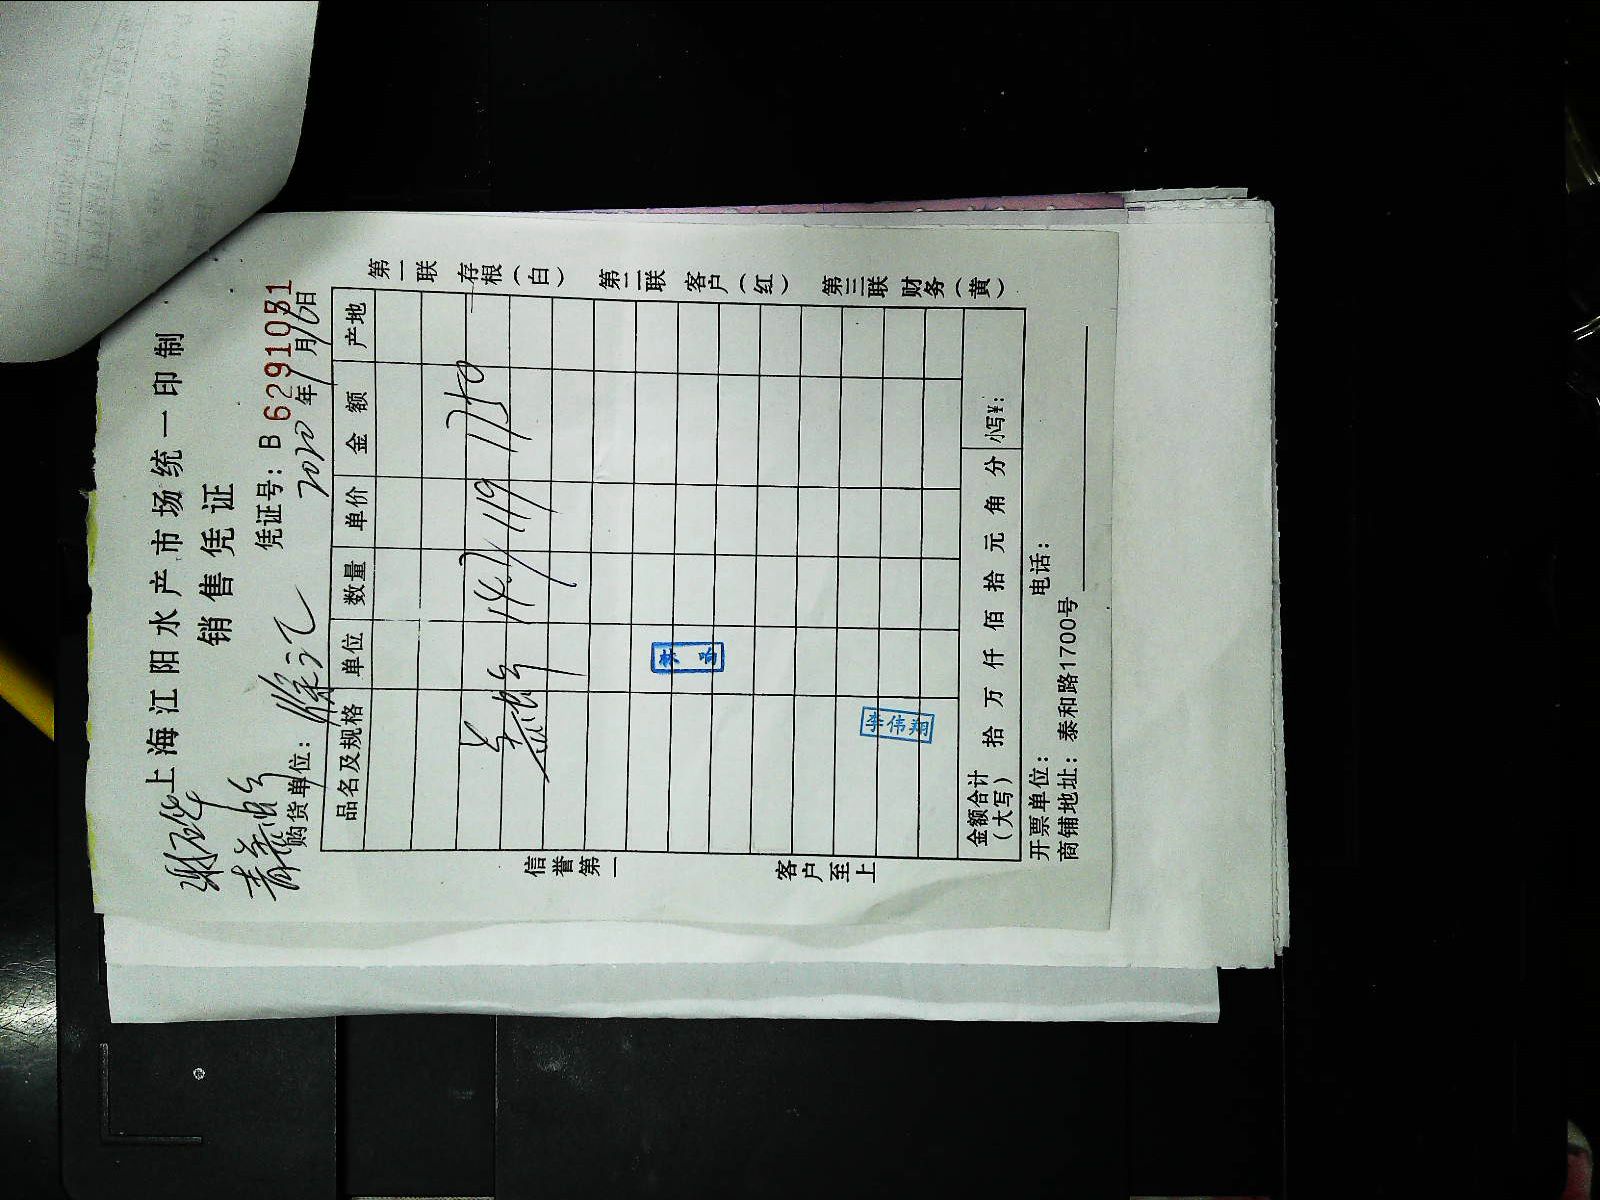 上海江阳水产市场统一印制
销售凭证
凭证号：B 6291031
购货单位：
2020年1月16日
品名及规格 单位 数量 单价 金额 产地
14.7 119 1750
李伟翔
金额合计（大写） 拾 万 仟 佰 拾 元 角 分 小写¥：
开票单位： 电话：
商铺地址：泰和路1700号
信誉第一
客户至上
第一联 存根（白）
第二联 客户（红）
第三联 财务（黄）